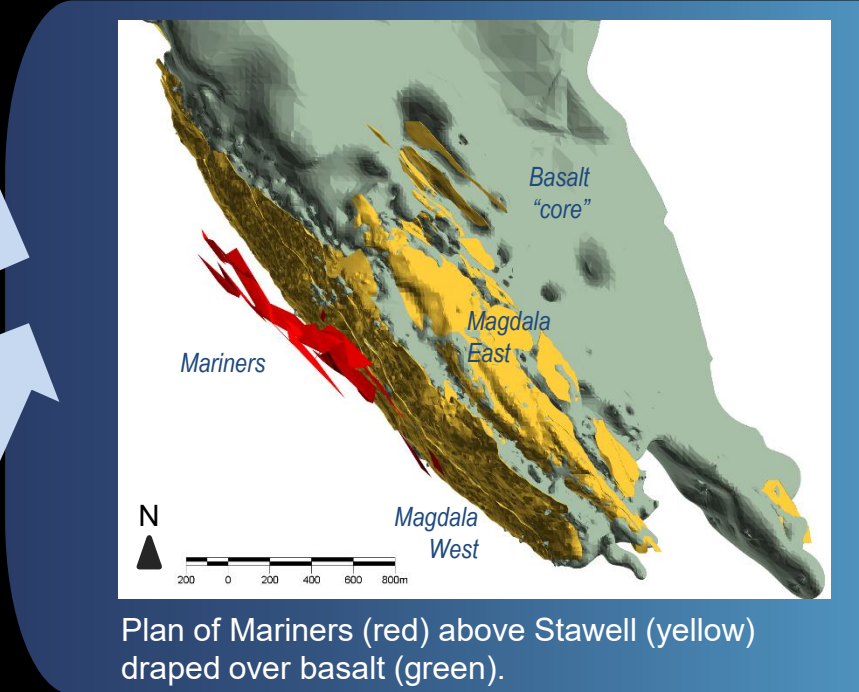 Basalt
“core”
Magdala
East
Mariners
Magdala
West
N
200 0 200 400 600 800m
Plan of Mariners (red) above Stawell (yellow)
draped over basalt (green).